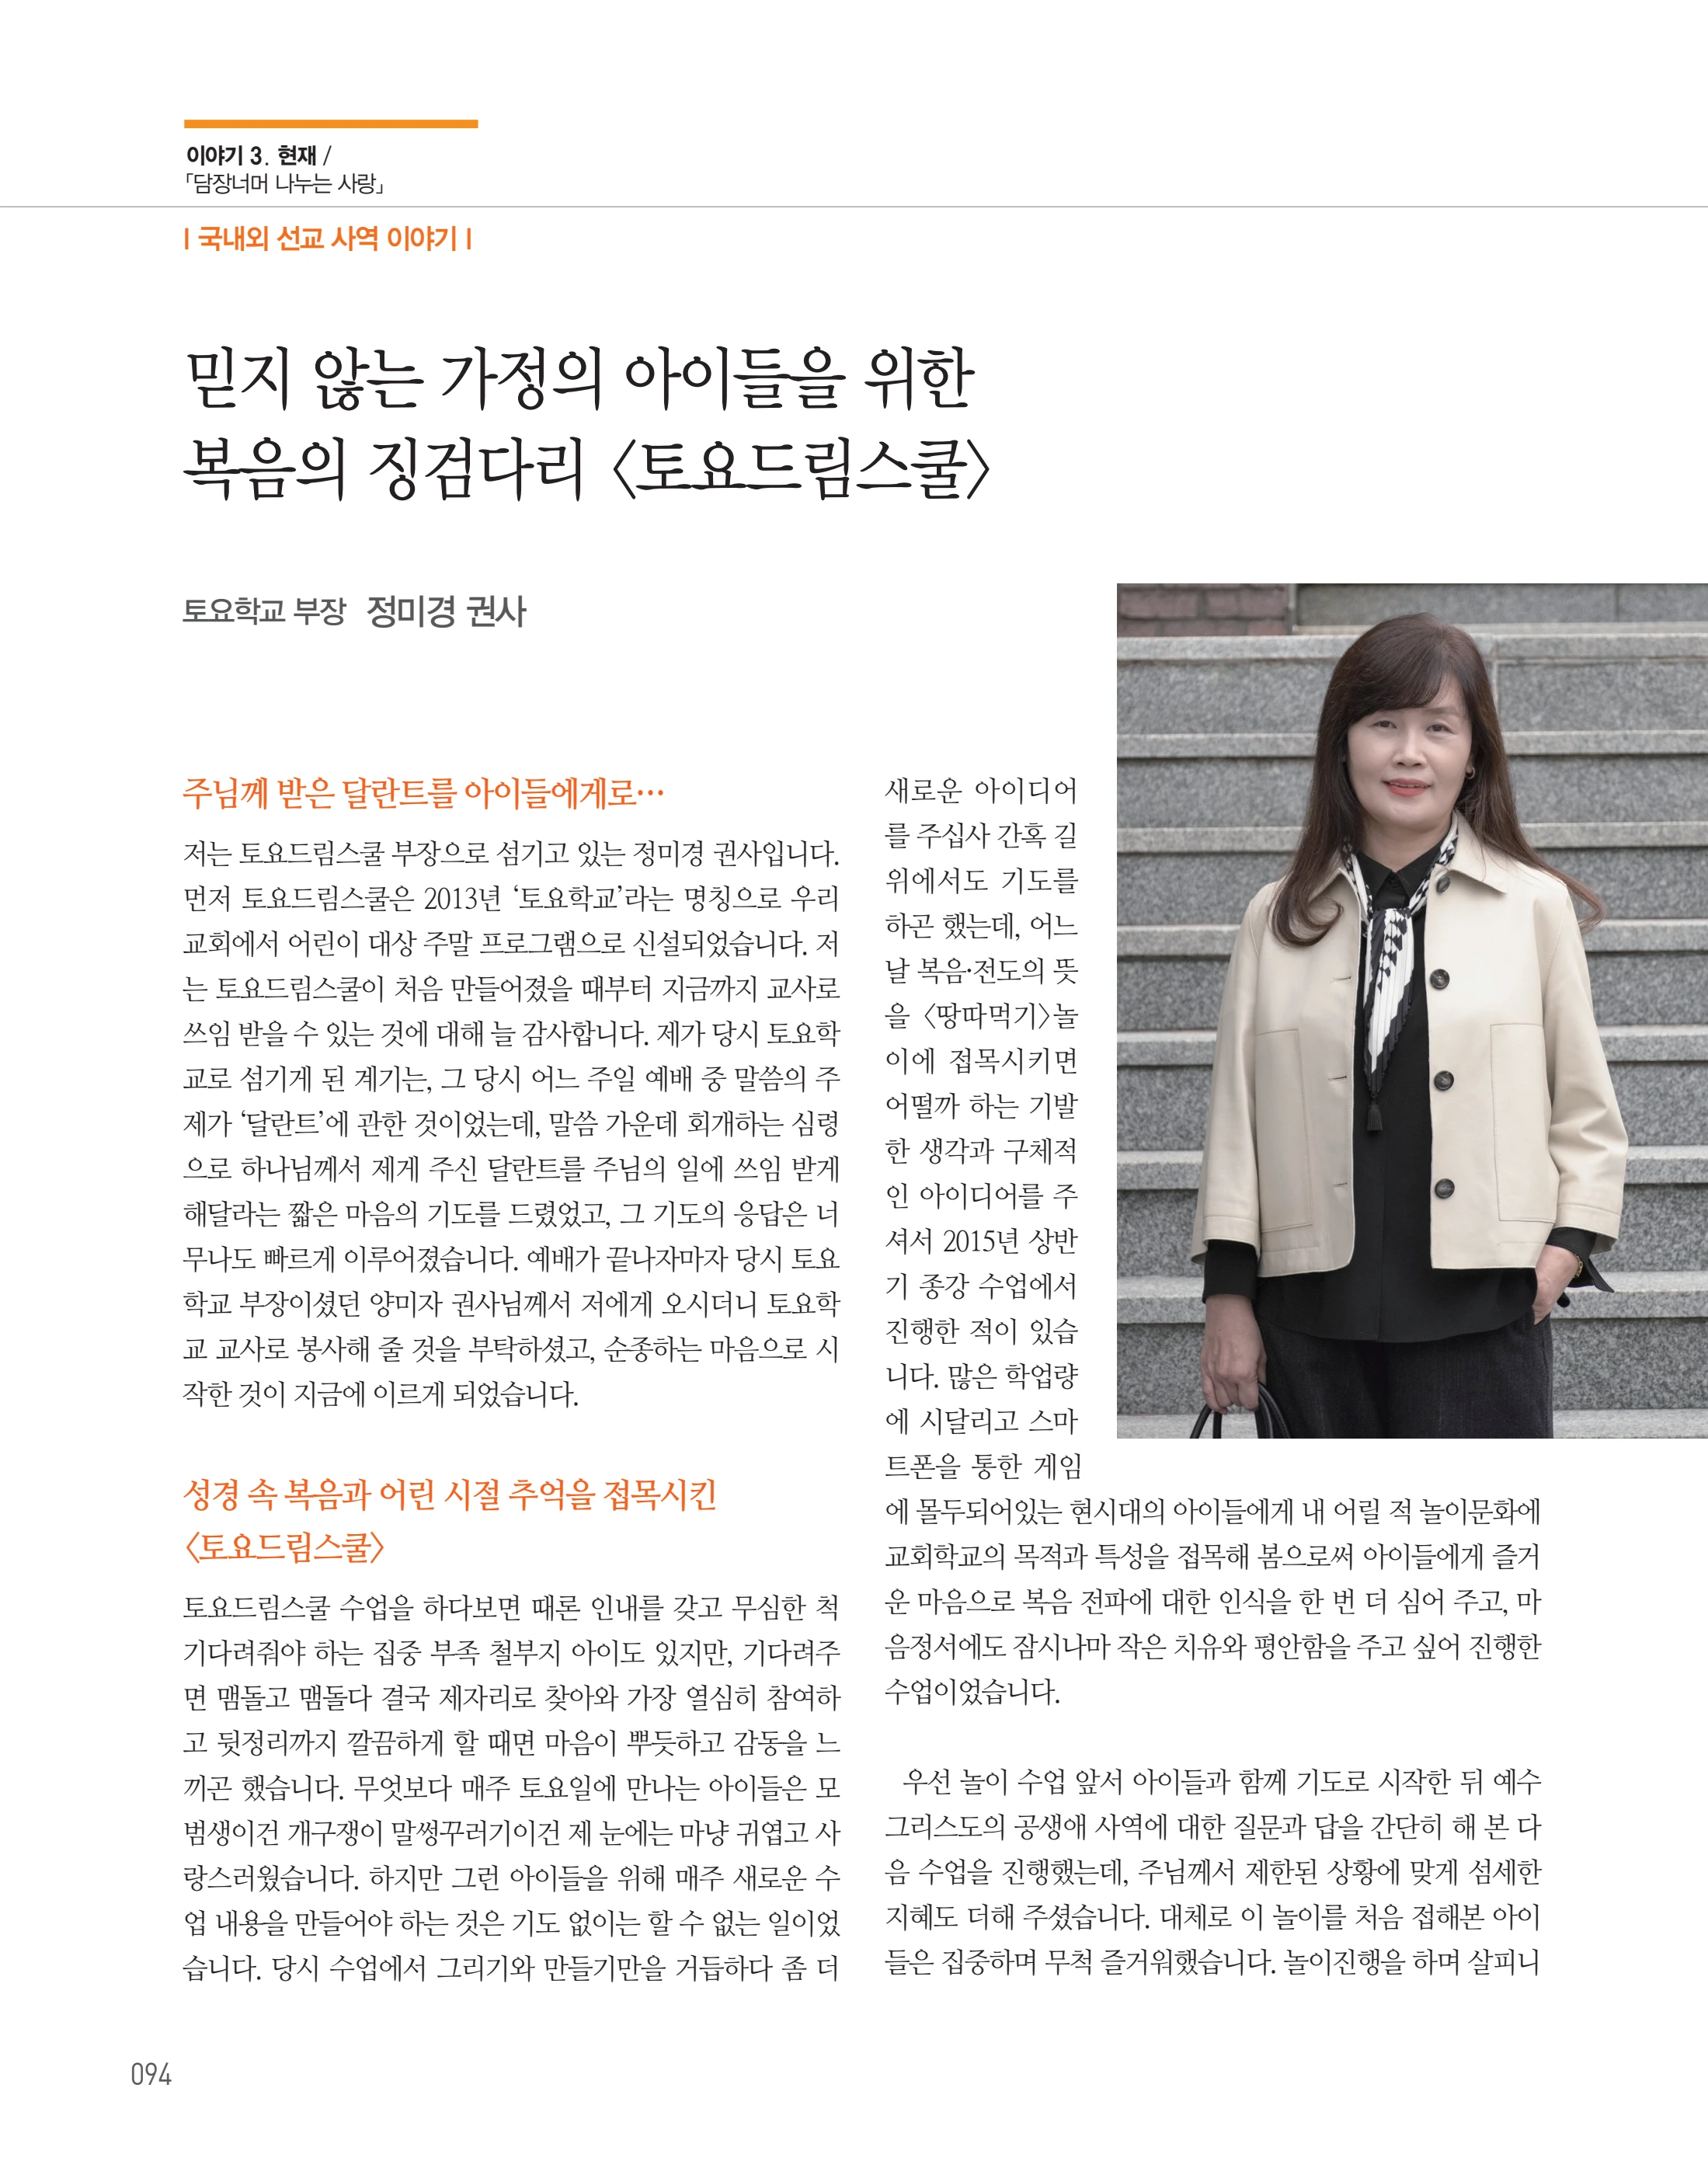 이야기 3. 현재 /
「담장너머 나누는 사랑」
| 국내외 선교 사역 이야기 |
믿지 않는 가정의 아이들을 위한
복음의 징검다리 〈토요드림스쿨〉
토요학교 부장 정미경 권사
주님께 받은 달란트를 아이들에게로…
저는 토요드림스쿨 부장으로 섬기고 있는 정미경 권사입니다.
먼저 토요드림스쿨은 2013년 ‘토요학교’라는 명칭으로 우리
교회에서 어린이 대상 주말 프로그램으로 신설되었습니다. 저
는 토요드림스쿨이 처음 만들어졌을 때부터 지금까지 교사로
쓰임 받을 수 있는 것에 대해 늘 감사합니다. 제가 당시 토요학
교로 섬기게 된 계기는, 그 당시 어느 주일 예배 중 말씀의 주
제가 ‘달란트’에 관한 것이었는데, 말씀 가운데 회개하는 심령
으로 하나님께서 제게 주신 달란트를 주님의 일에 쓰임 받게
해달라는 짧은 마음의 기도를 드렸었고, 그 기도의 응답은 너
무나도 빠르게 이루어졌습니다. 예배가 끝나자마자 당시 토요
학교 부장이셨던 양미자 권사님께서 저에게 오시더니 토요학
교 교사로 봉사해 줄 것을 부탁하셨고, 순종하는 마음으로 시
작한 것이 지금에 이르게 되었습니다.
성경 속 복음과 어린 시절 추억을 접목시킨
〈토요드림스쿨〉
토요드림스쿨 수업을 하다보면 때론 인내를 갖고 무심한 척
기다려줘야 하는 집중 부족 철부지 아이도 있지만, 기다려주
면 맴돌고 맴돌다 결국 제자리로 찾아와 가장 열심히 참여하
고 뒷정리까지 깔끔하게 할 때면 마음이 뿌듯하고 감동을 느
끼곤 했습니다. 무엇보다 매주 토요일에 만나는 아이들은 모
범생이건 개구쟁이 말썽꾸러기이건 제 눈에는 마냥 귀엽고 사
랑스러웠습니다. 하지만 그런 아이들을 위해 매주 새로운 수
업 내용을 만들어야 하는 것은 기도 없이는 할 수 없는 일이었
습니다. 당시 수업에서 그리기와 만들기만을 거듭하다 좀 더
새로운 아이디어
를 주십사 간혹 길
위에서도 기도를
하곤 했는데, 어느
날 복음·전도의 뜻
을 〈땅따먹기〉놀
이에 접목시키면
어떨까 하는 기발
한 생각과 구체적
인 아이디어를 주
셔서 2015년 상반
기 종강 수업에서
진행한 적이 있습
니다. 많은 학업량
에 시달리고 스마
트폰을 통한 게임
에 몰두되어있는 현시대의 아이들에게 내 어릴 적 놀이문화에
교회학교의 목적과 특성을 접목해 봄으로써 아이들에게 즐거
운 마음으로 복음 전파에 대한 인식을 한 번 더 심어 주고, 마
음정서에도 잠시나마 작은 치유와 평안함을 주고 싶어 진행한
수업이었습니다.
우선 놀이 수업 앞서 아이들과 함께 기도로 시작한 뒤 예수
그리스도의 공생애 사역에 대한 질문과 답을 간단히 해 본 다
음 수업을 진행했는데, 주님께서 제한된 상황에 맞게 섬세한
지혜도 더해 주셨습니다. 대체로 이 놀이를 처음 접해본 아이
들은 집중하며 무척 즐거워했습니다. 놀이진행을 하며 살피니
094